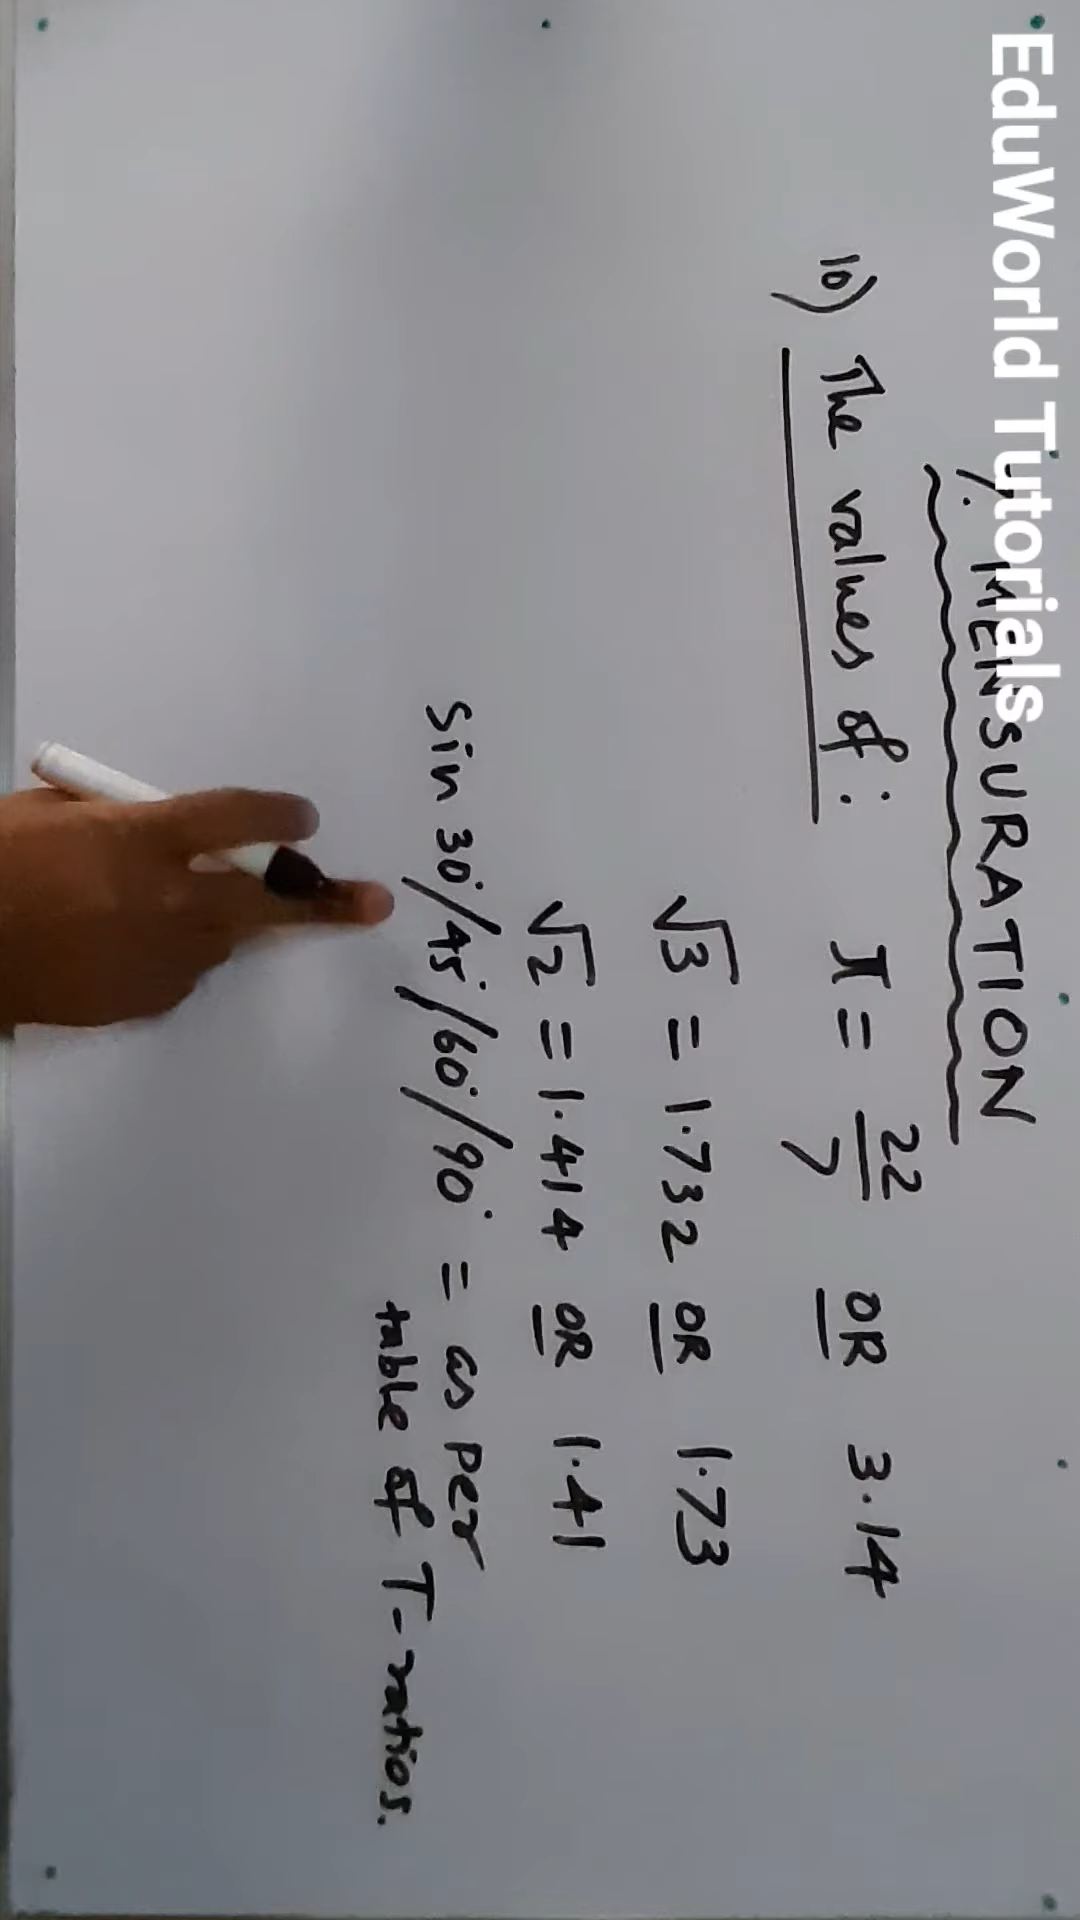 EduWorld Tutorials
7. MENSURATION
10) The values of : π = 22/7 OR 3.14
√3 = 1.732 OR 1.73
√2 = 1.414 OR 1.41
Sin 30°/45°/60°/90° = as per
table of T-ratios.